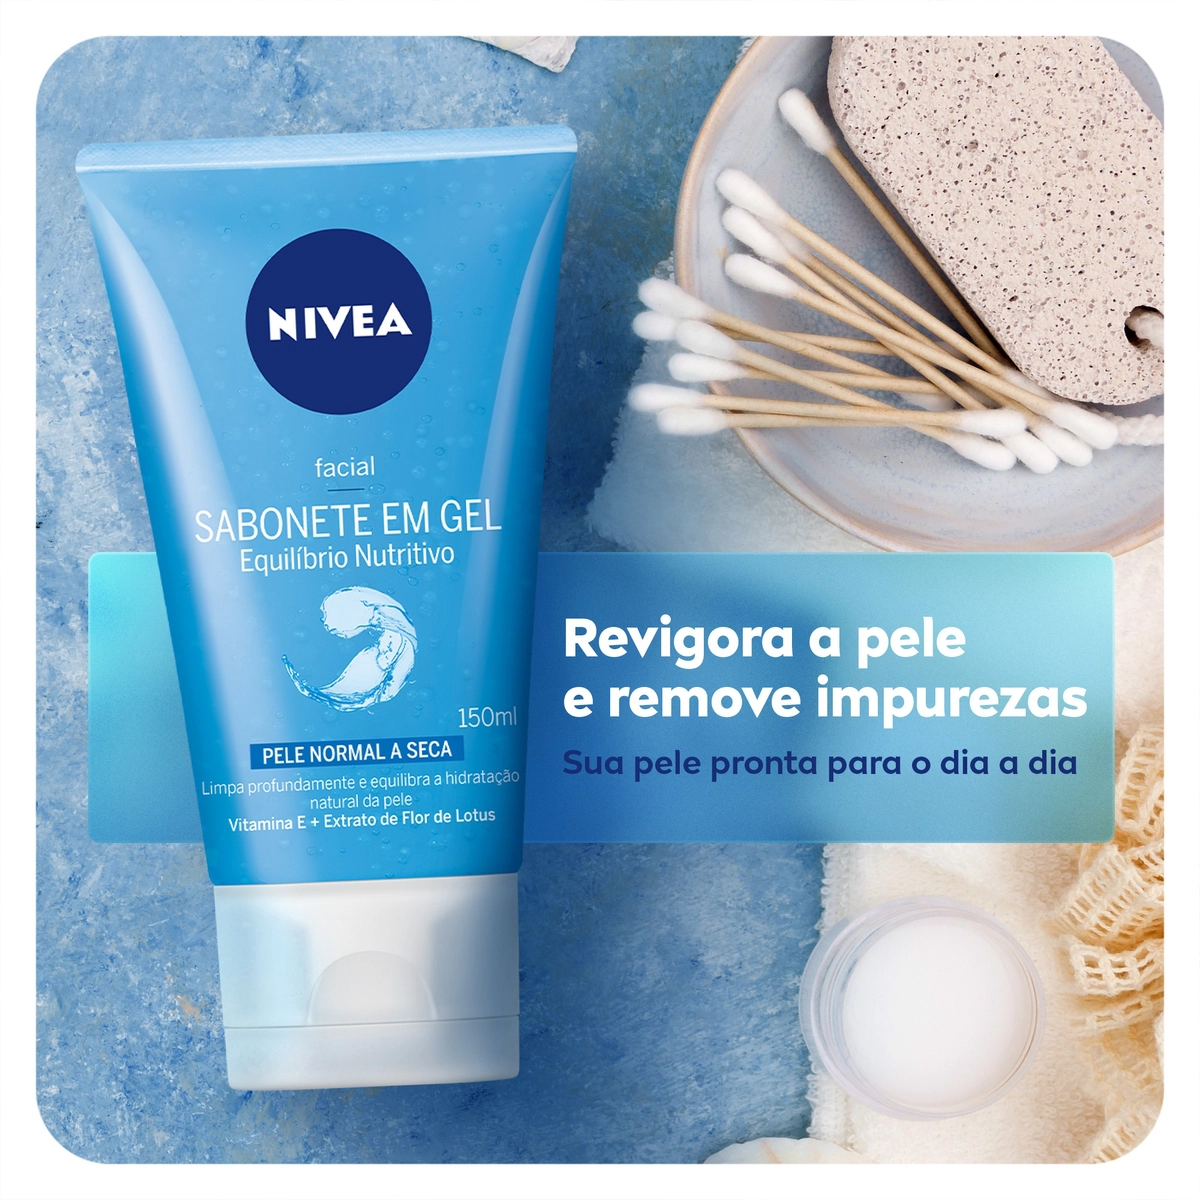 NIVEA
facial
SABONETE EM GEL
Equilíbrio Nutritivo
150ml
PELE NORMAL A SECA
Limpa profundamente e equilibra a hidratação
natural da pele
Vitamina E + Extrato de Flor de Lotus
Revigora a pele
e remove impurezas
Sua pele pronta para o dia a dia